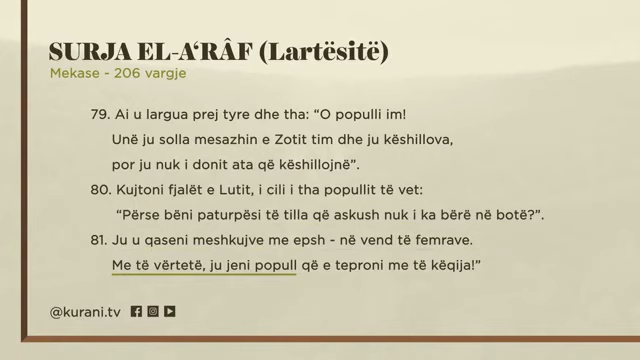 SURJA EL-A‘RÂF (Lartësitë)
Mekase - 206 vargje
79. Ai u largua prej tyre dhe tha: “O populli im!
Unë ju solla mesazhin e Zotit tim dhe ju këshillova,
por ju nuk i donit ata që këshillojnë”.
80. Kujtoni fjalët e Lutit, i cili i tha popullit të vet:
“Përse bëni paturpësi të tilla që askush nuk i ka bërë në botë?”.
81. Ju u qaseni meshkujve me epsh - në vend të femrave.
Me të vërtetë, ju jeni popull që e teproni me të këqija!”
@kurani.tv